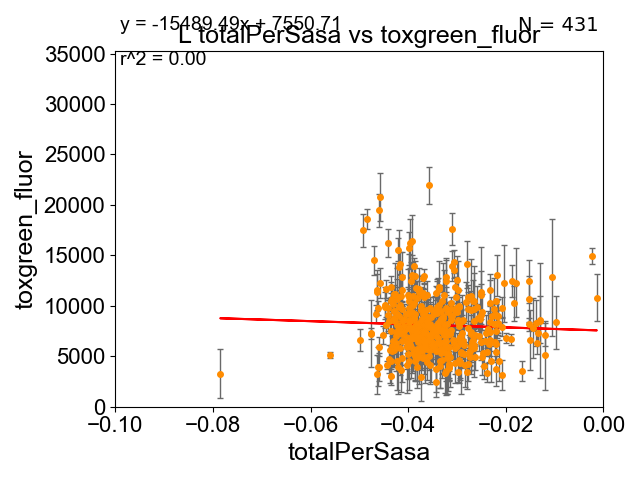 y = -15489.49x + 7550.71
N = 431
L totalPerSasa vs toxgreen_fluor
r^2 = 0.00
35000
30000
25000
20000
15000
10000
5000
0
toxgreen_fluor
−0.10
−0.08
−0.06
−0.04
−0.02
0.00
totalPerSasa